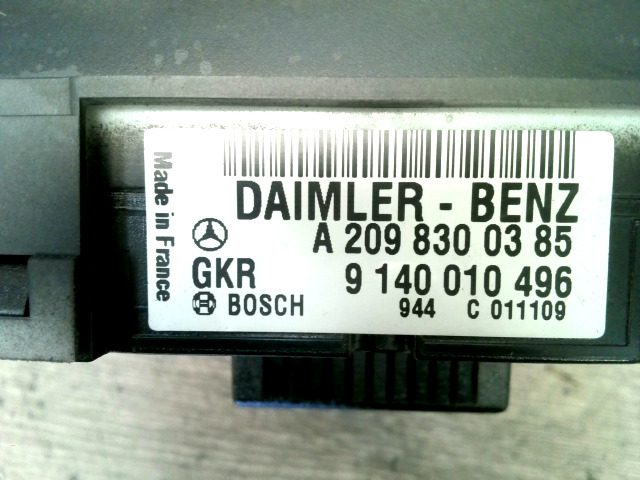 Made in France
DAIMLER - BENZ
A 209 830 03 85
GKR 9 140 010 496
BOSCH 944 C 011109